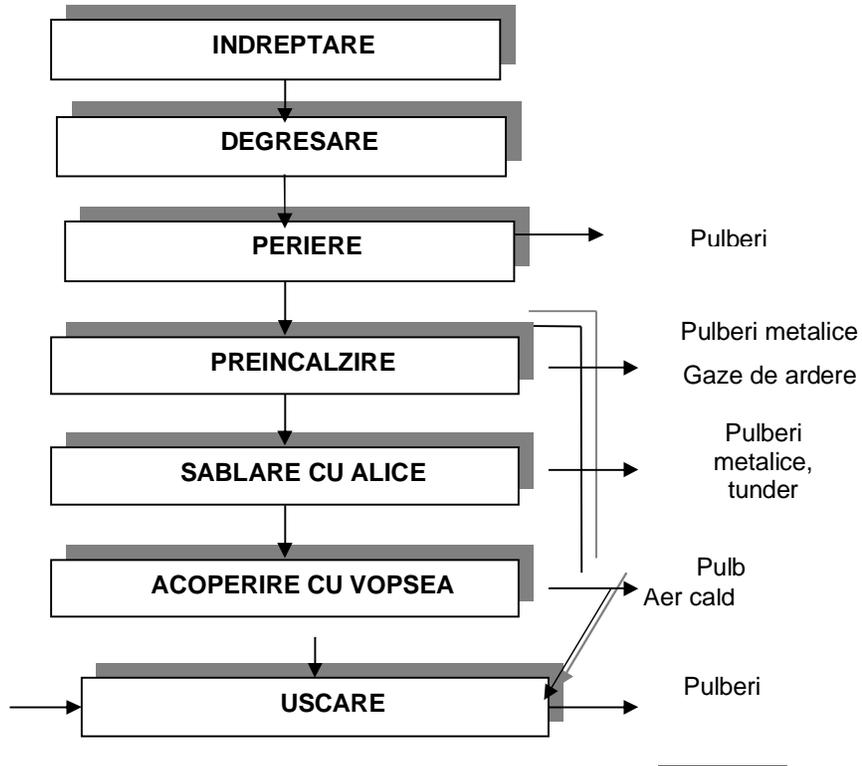 INDREPTARE
DEGRESARE
PERIERE
Pulberi
Pulberi metalice
PREINCALZIRE
Gaze de ardere
Pulberi
metalice,
tunder
SABLARE CU ALICE
Pulb
ACOPERIRE CU VOPSEA
Aer cald
Pulberi
USCARE